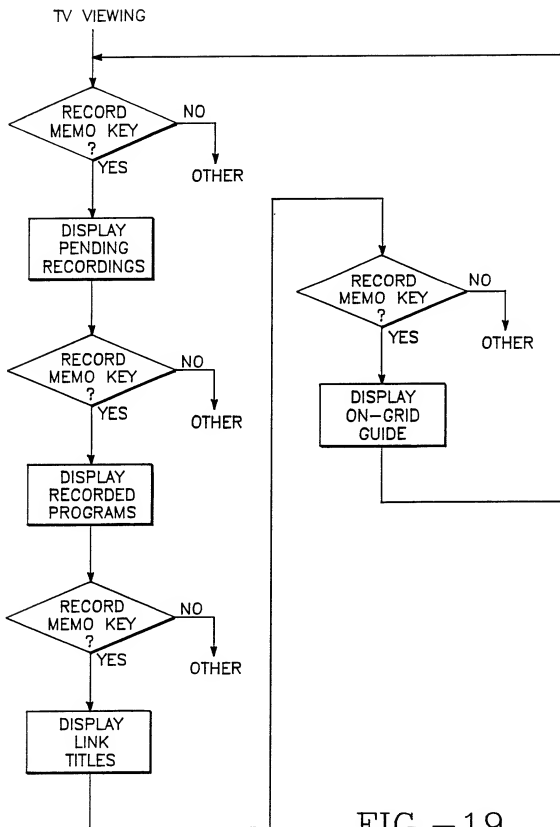 TV VIEWING
RECORD
MEMO KEY
?
NO
YES
OTHER
DISPLAY
PENDING
RECORDINGS
RECORD
MEMO KEY
?
NO
YES
OTHER
DISPLAY
RECORDED
PROGRAMS
RECORD
MEMO KEY
?
NO
YES
OTHER
DISPLAY
LINK
TITLES
RECORD
MEMO KEY
?
NO
YES
OTHER
DISPLAY
ON-GRID
GUIDE
FIG.-19